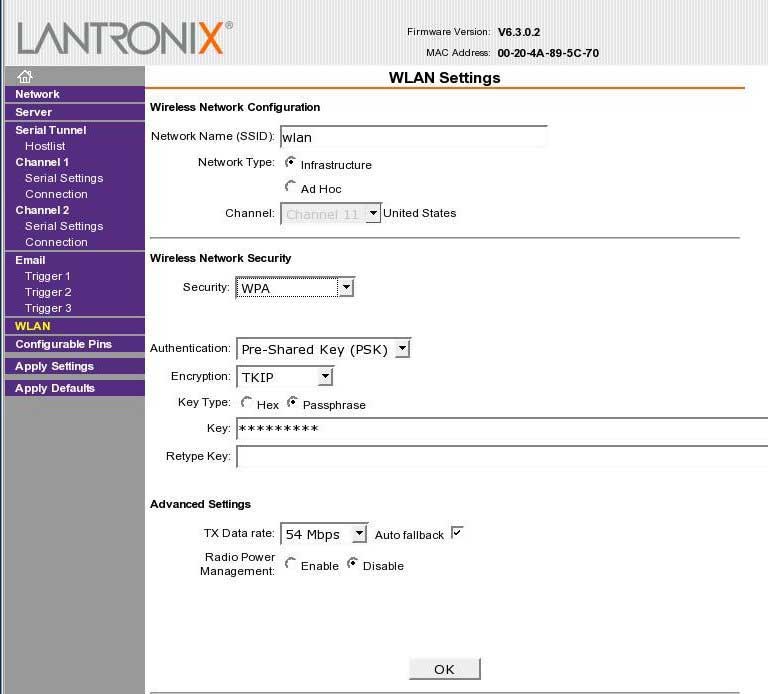 LANTRONIX®
Firmware Version: V6.3.0.2
MAC Address: 00-20-4A-89-5C-70
Network
Server
Serial Tunnel
Hostlist
Channel 1
Serial Settings
Connection
Channel 2
Serial Settings
Connection
Email
Trigger 1
Trigger 2
Trigger 3
WLAN
Configurable Pins
Apply Settings
Apply Defaults
WLAN Settings
Wireless Network Configuration
Network Name (SSID): wlan
Network Type: Infrastructure
Ad Hoc
Channel: Channel 11 United States
Wireless Network Security
Security: WPA
Authentication: Pre-Shared Key (PSK)
Encryption: TKIP
Key Type: Hex Passphrase
Key: *********
Retype Key:
Advanced Settings
TX Data rate: 54 Mbps Auto fallback
Radio Power
Management: Enable Disable
OK